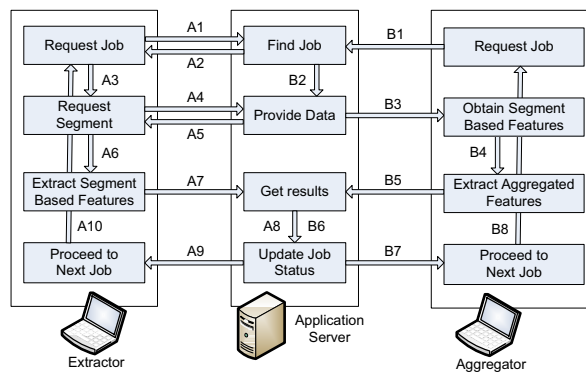 A1
B1
Request Job
Find Job
Request Job
A2
A3
B2
A4
B3
Request
Segment
Provide Data
Obtain Segment
Based Features
A5
A6
B4
A7
B5
Extract Segment
Based Features
Get results
Extract Aggregated
Features
A10
A8
B6
B8
A9
B7
Proceed to
Next Job
Update Job
Status
Proceed to
Next Job
Extractor
Application
Server
Aggregator